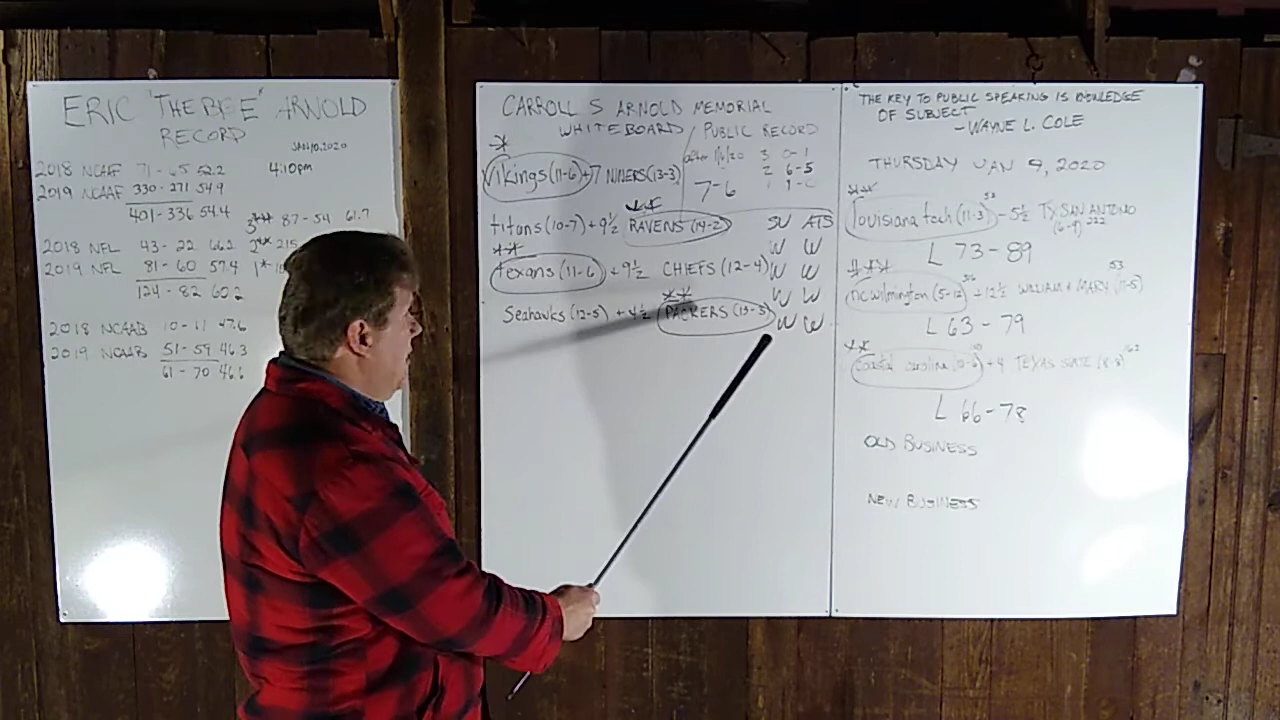 ERIC "THE BEE" ARNOLD
RECORD
JAN 10, 2020
4:10pm
2018 NCAAF 71-65 52.2
2019 NCAAF 330-271 54.9
401-336 54.4
3** 87-54 61.7
2018 NFL 43-22 66.2
2** 215
2019 NFL 81-60 57.4
1*
124-82 60.2
2018 NCAAB 10-11 47.6
2019 NCAAB 51-59 46.3
61-70 46.6
CARROLL S ARNOLD MEMORIAL
WHITEBOARD / PUBLIC RECORD
*
1/6/20 3 0-1
2 6-5
7-6
Vikings (11-6) +7 NINERS (13-3)
**
titans (10-7) +9½ RAVENS (14-2)
SU ATS
W W
**
texans (11-6) +9½ CHIEFS (12-4) W W
**
W W
Seahawks (12-5) +4½ PACKERS (13-3) W W
THE KEY TO PUBLIC SPEAKING IS KNOWLEDGE
OF SUBJECT
- WAYNE L. COLE
THURSDAY JAN 9, 2020
**
louisiana tech (11-3) -5½ TX SAN ANTONIO
L 73-89
***
nc wilmington (5-12) +12½ WILLIAM & MARY (11-5)
53
L 63-79
**
coastal carolina +4 TEXAS STATE (8-8)
L 66-78
OLD BUSINESS
NEW BUSINESS